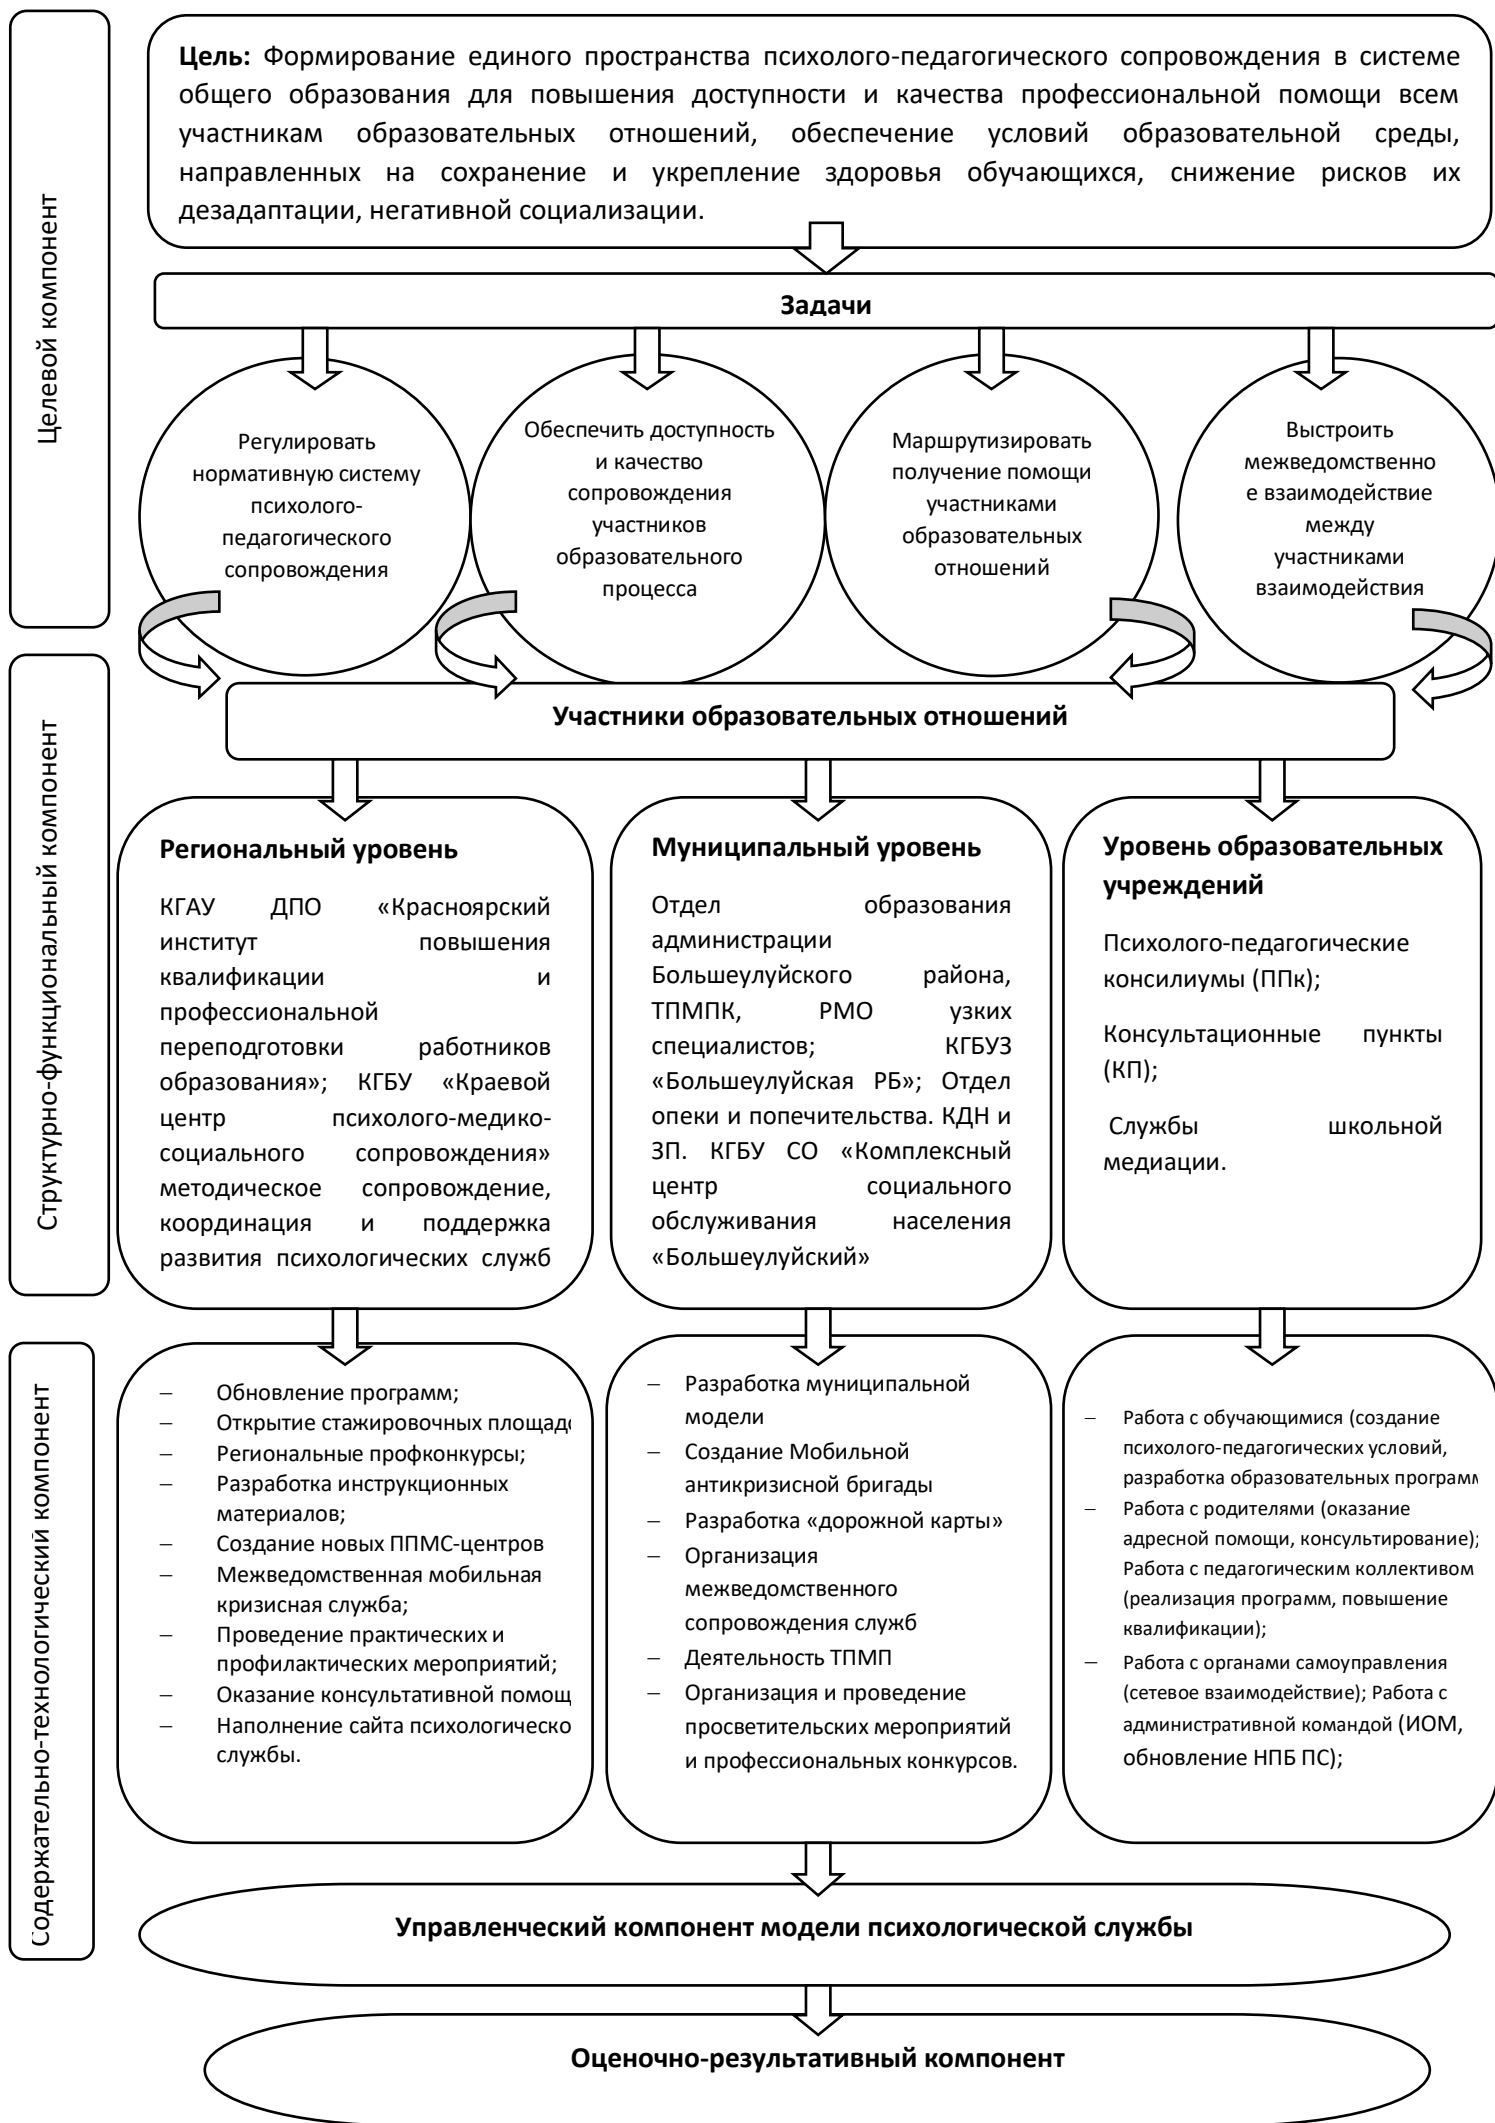 Целевой компонент
Цель: Формирование единого пространства психолого-педагогического сопровождения в системе
общего образования для повышения доступности и качества профессиональной помощи всем
участникам образовательных отношений, обеспечение условий образовательной среды,
направленных на сохранение и укрепление здоровья обучающихся, снижение рисков их
дезадаптации, негативной социализации.
Задачи
Регулировать
нормативную систему
психолого-
педагогического
сопровождения
Обеспечить доступность
и качество
сопровождения
участников
образовательного
процесса
Маршрутизировать
получение помощи
участниками
образовательных
отношений
Выстроить
межведомственно
е взаимодействие
между
участниками
взаимодействия
Структурно-функциональный компонент
Участники образовательных отношений
Региональный уровень
КГАУ ДПО «Красноярский
институт повышения
квалификации и
профессиональной
переподготовки работников
образования»; КГБУ «Краевой
центр психолого-медико-
социального сопровождения»
методическое сопровождение,
координация и поддержка
развития психологических служб
Муниципальный уровень
Отдел образования
администрации
Большеулуйского района,
ТПМПК, РМО узких
специалистов; КГБУЗ
«Большеулуйская РБ»; Отдел
опеки и попечительства. КДН и
ЗП. КГБУ СО «Комплексный
центр социального
обслуживания населения
«Большеулуйский»
Уровень образовательных
учреждений
Психолого-педагогические
консилиумы (ППк);
Консультационные пункты
(КП);
Службы школьной
медиации.
Содержательно-технологический компонент
– Обновление программ;
– Открытие стажировочных площадо
– Региональные профконкурсы;
– Разработка инструкционных
материалов;
– Создание новых ППМС-центров
– Межведомственная мобильная
кризисная служба;
– Проведение практических и
профилактических мероприятий;
– Оказание консультативной помощ
– Наполнение сайта психологическо
службы.
– Разработка муниципальной
модели
– Создание Мобильной
антикризисной бригады
– Разработка «дорожной карты»
– Организация
межведомственного
сопровождения служб
– Деятельность ТПМП
– Организация и проведение
просветительских мероприятий
и профессиональных конкурсов.
– Работа с обучающимися (создание
психолого-педагогических условий,
разработка образовательных программ
– Работа с родителями (оказание
адресной помощи, консультирование);
Работа с педагогическим коллективом
(реализация программ, повышение
квалификации);
– Работа с органами самоуправления
(сетевое взаимодействие); Работа с
административной командой (ИОМ,
обновление НПБ ПС);
Управленческий компонент модели психологической службы
Оценочно-результативный компонент